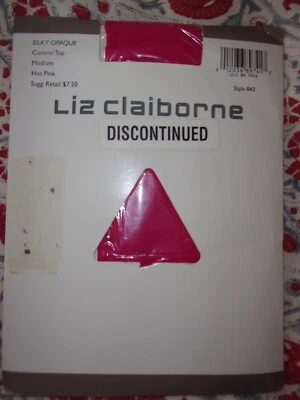 SILKY OPAQUE
Control Top
Medium
Hot Pink
Sugg. Retail $7.50
Style 843
Liz claiborne
DISCONTINUED